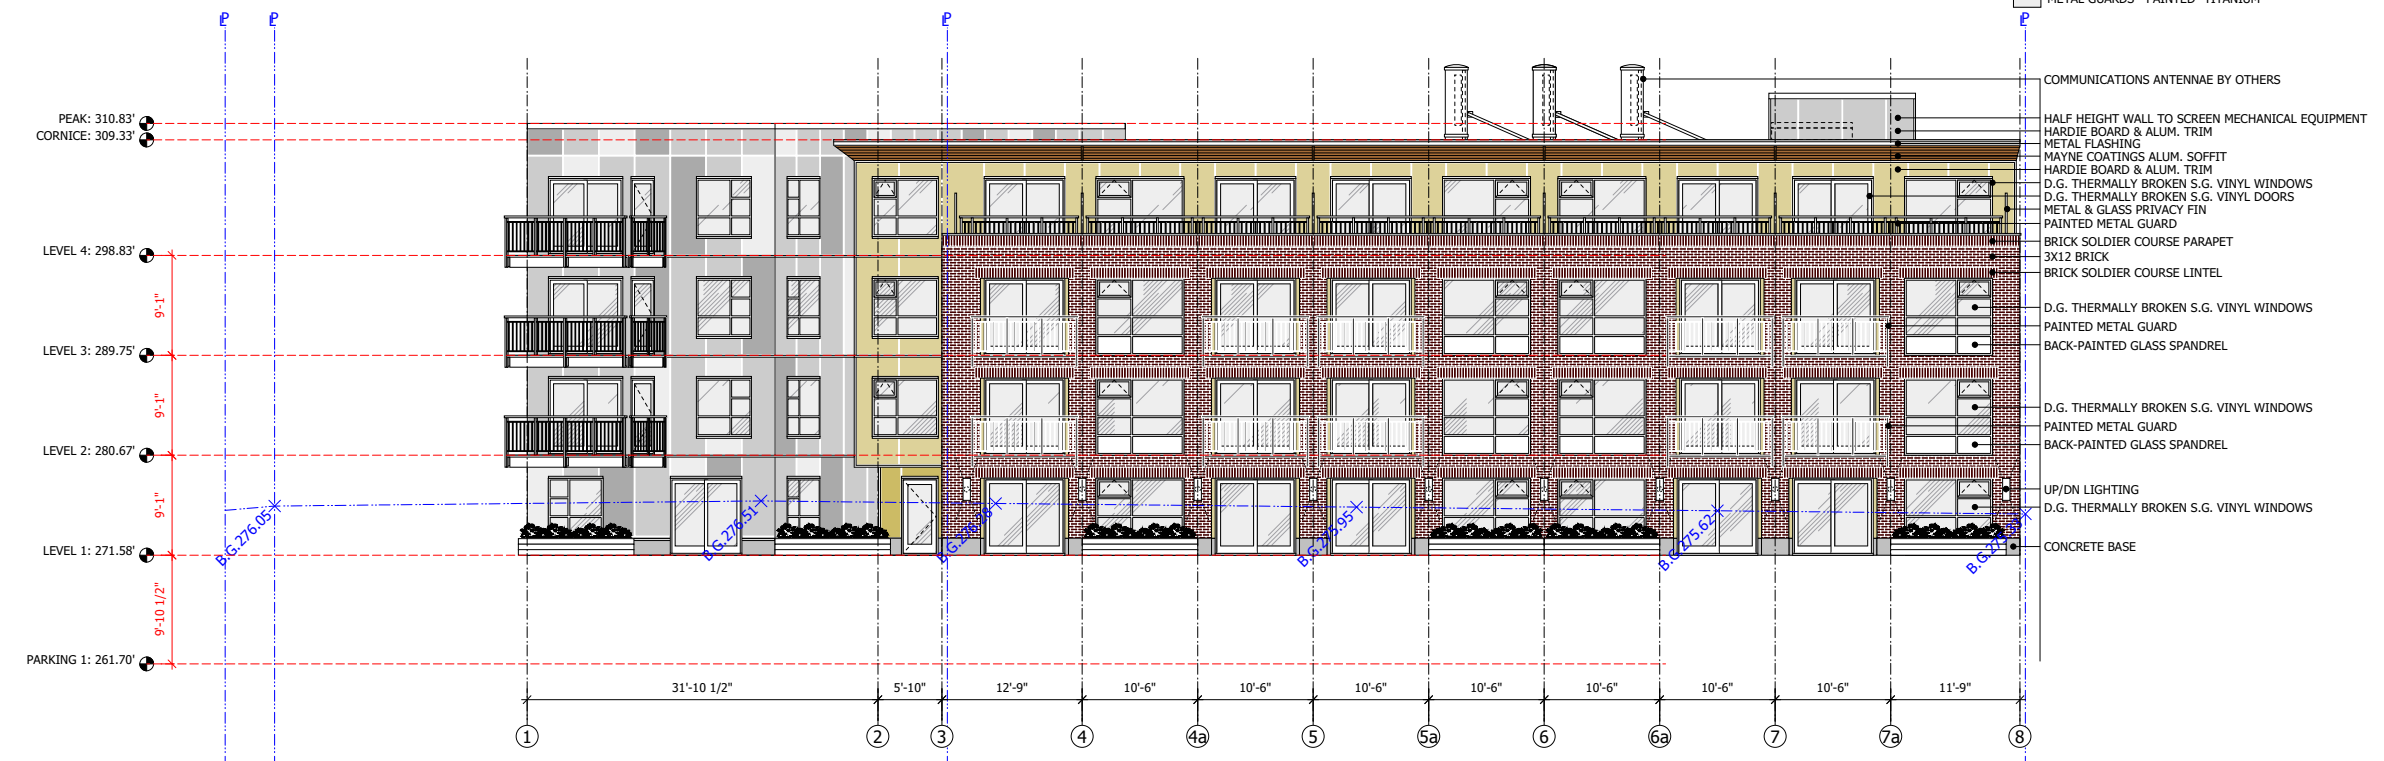 METAL GUARDS - PAINTED "TITANIUM"
PL PL PL PL
COMMUNICATIONS ANTENNAE BY OTHERS
PEAK: 310.83'
CORNICE: 309.33'
HALF HEIGHT WALL TO SCREEN MECHANICAL EQUIPMENT
HARDIE BOARD & ALUM. TRIM
METAL FLASHING
MAYNE COATINGS ALUM. SOFFIT
HARDIE BOARD & ALUM. TRIM
D.G. THERMALLY BROKEN S.G. VINYL WINDOWS
D.G. THERMALLY BROKEN S.G. VINYL DOORS
METAL & GLASS PRIVACY FIN
PAINTED METAL GUARD
BRICK SOLDIER COURSE PARAPET
LEVEL 4: 298.83'
3X12 BRICK
BRICK SOLDIER COURSE LINTEL
9'-1"
D.G. THERMALLY BROKEN S.G. VINYL WINDOWS
PAINTED METAL GUARD
LEVEL 3: 289.75'
BACK-PAINTED GLASS SPANDREL
9'-1"
D.G. THERMALLY BROKEN S.G. VINYL WINDOWS
PAINTED METAL GUARD
LEVEL 2: 280.67'
BACK-PAINTED GLASS SPANDREL
9'-1"
UP/DN LIGHTING
D.G. THERMALLY BROKEN S.G. VINYL WINDOWS
B.G.276.05
B.G.276.51
B.G.276.28
B.G.275.95
B.G.275.62
LEVEL 1: 271.58'
CONCRETE BASE
9'-10 1/2"
PARKING 1: 261.70'
31'-10 1/2" 5'-10" 12'-9" 10'-6" 10'-6" 10'-6" 10'-6" 10'-6" 10'-6" 10'-6" 11'-9"
1 2 3 4 4a 5 5a 6 6a 7 7a 8